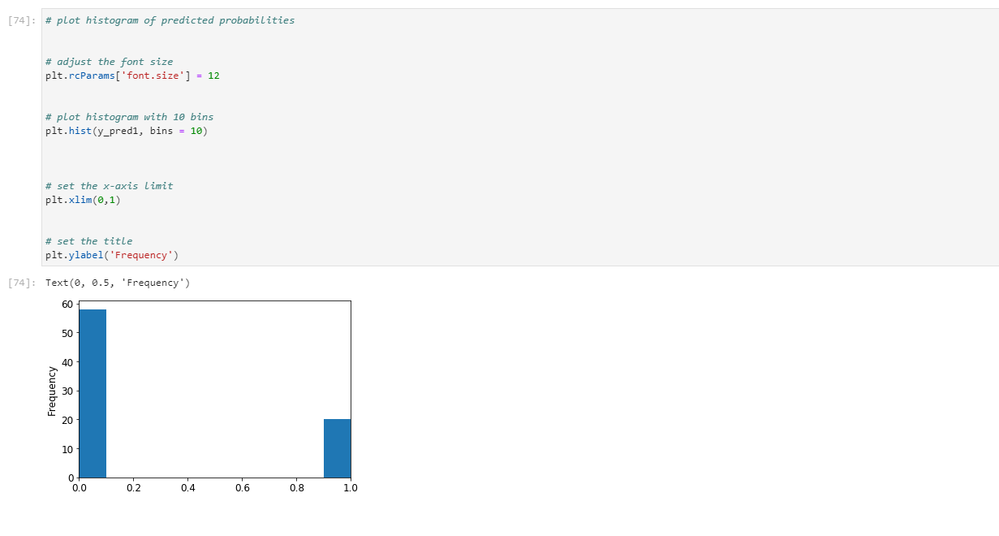 [74]: # plot histogram of predicted probabilities
# adjust the font size
plt.rcParams['font.size'] = 12
# plot histogram with 10 bins
plt.hist(y_pred1, bins = 10)
# set the x-axis limit
plt.xlim(0,1)
# set the title
plt.ylabel('Frequency')
[74]: Text(0, 0.5, 'Frequency')
60
50
40
30
20
10
0
Frequency
0.0 0.2 0.4 0.6 0.8 1.0